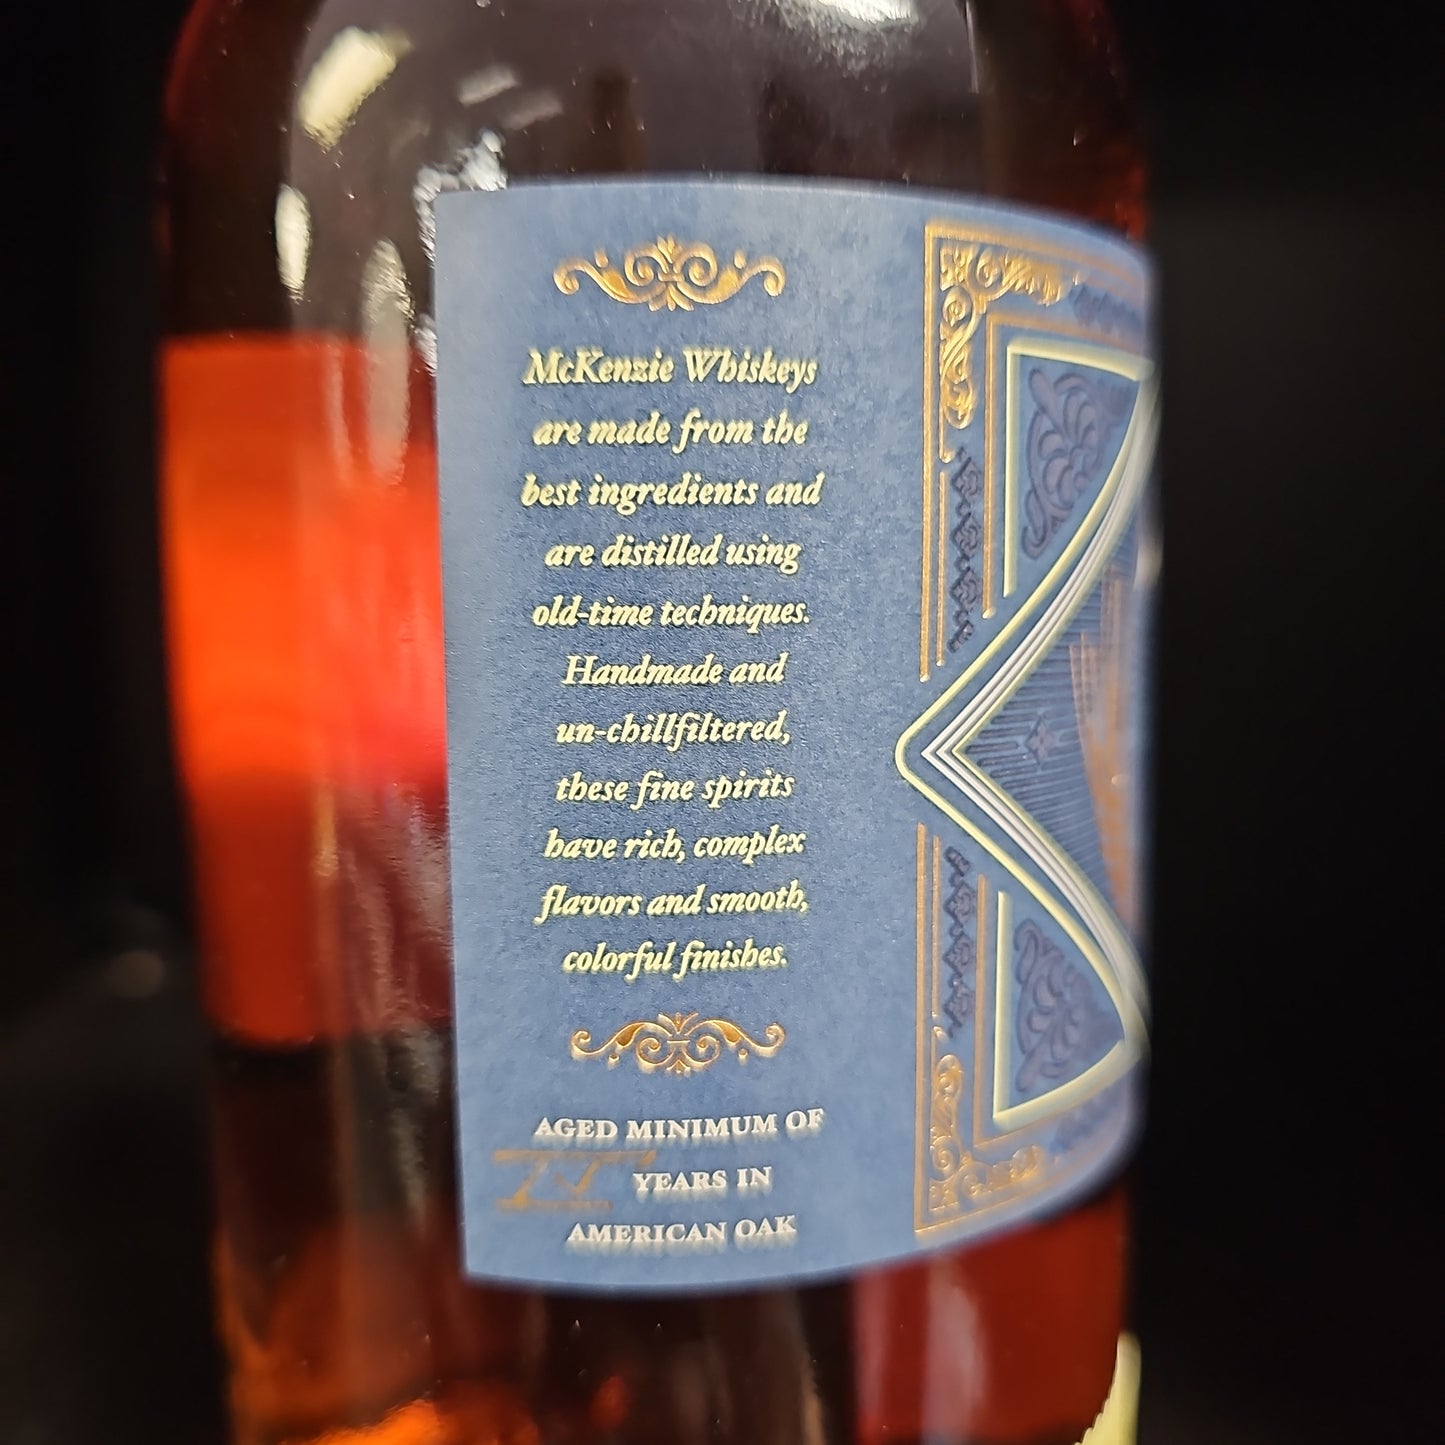 McKenzie Whiskeys
are made from the
best ingredients and
are distilled using
old-time techniques.
Handmade and
un-chillfiltered,
these fine spirits
have rich, complex
flavors and smooth,
colorful finishes.
AGED MINIMUM OF
YEARS IN
AMERICAN OAK